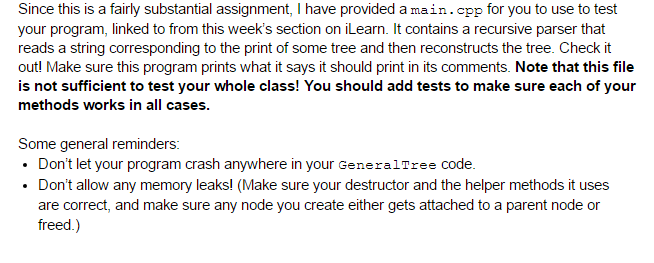 Since this is a fairly substantial assignment, I have provided a main.cpp for you to use to test
your program, linked to from this week's section on iLearn. It contains a recursive parser that
reads a string corresponding to the print of some tree and then reconstructs the tree. Check it
out! Make sure this program prints what it says it should print in its comments. Note that this file
is not sufficient to test your whole class! You should add tests to make sure each of your
methods works in all cases.
Some general reminders:
• Don't let your program crash anywhere in your GeneralTree code.
• Don't allow any memory leaks! (Make sure your destructor and the helper methods it uses
are correct, and make sure any node you create either gets attached to a parent node or
freed.)